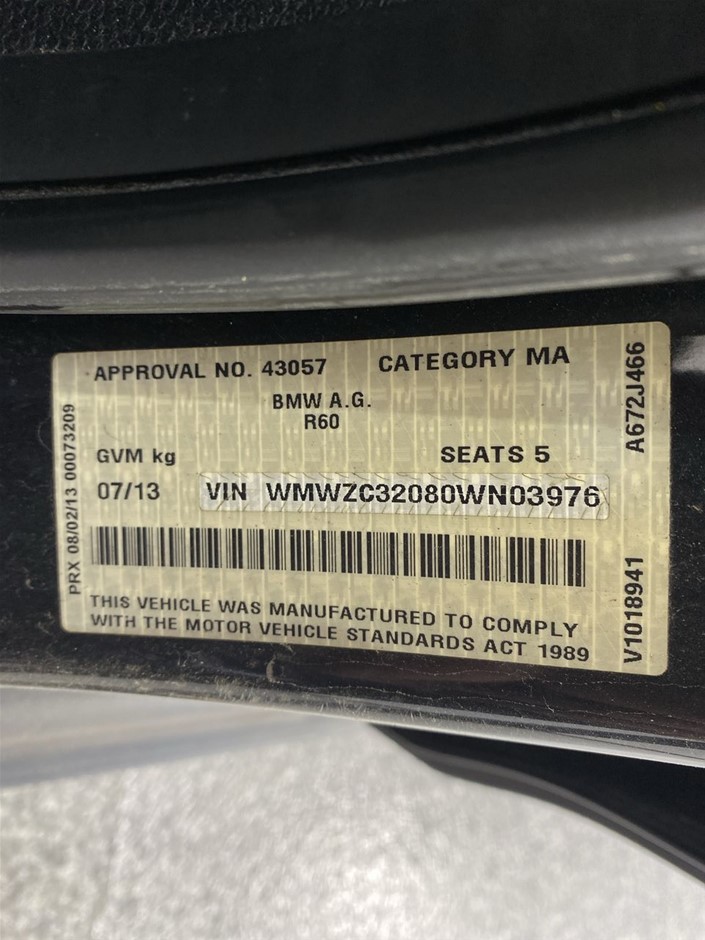 APPROVAL NO. 43057 CATEGORY MA
BMW A.G.
R60
GVM kg SEATS 5
07/13 VIN WMWZC32080WN03976
THIS VEHICLE WAS MANUFACTURED TO COMPLY
WITH THE MOTOR VEHICLE STANDARDS ACT 1989
PRX 08/02/13 00073209
A672J466
V1018941